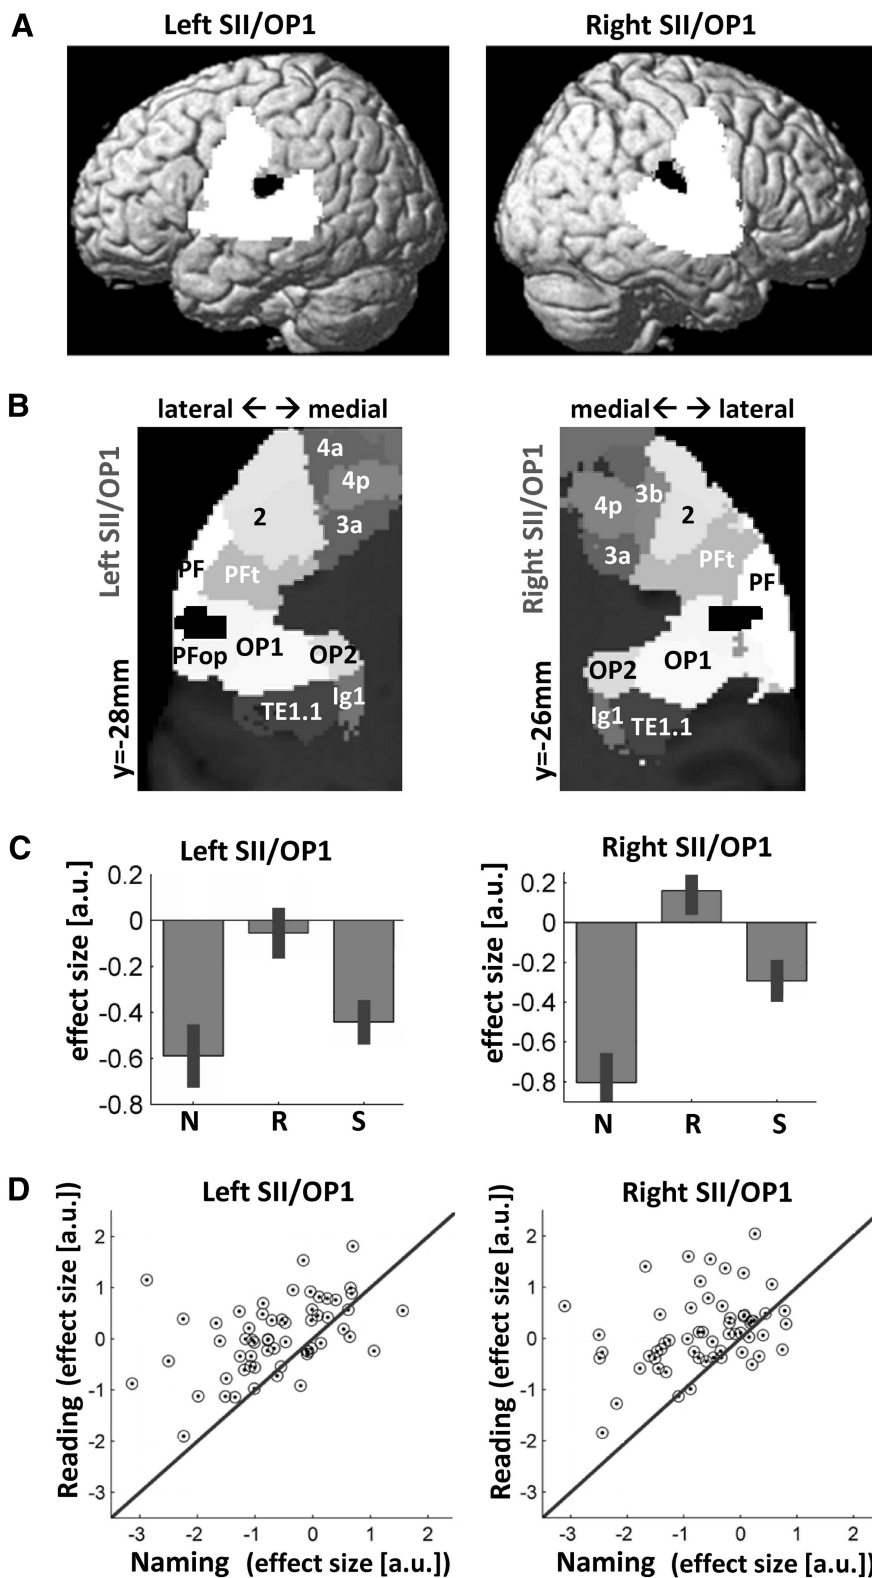 A
Left SII/OP1
Right SII/OP1
B
lateral ← → medial
medial← → lateral
Left SII/OP1
y=-28mm
4a
4p
2
3a
PF
PFt
PFop
OP1
OP2
Ig1
TE1.1
Right SII/OP1
y=-26mm
4p
3b
2
3a
PFt
PF
OP2
OP1
Ig1
TE1.1
C
Left SII/OP1
effect size [a.u.]
0.2
0
-0.2
-0.4
-0.6
-0.8
N R S
Right SII/OP1
effect size [a.u.]
0.2
0
-0.2
-0.4
-0.6
-0.8
N R S
D
Left SII/OP1
Reading (effect size [a.u.])
2
1
0
-1
-2
-3
-3 -2 -1 0 1 2
Naming (effect size [a.u.])
Right SII/OP1
Reading (effect size [a.u.])
2
1
0
-1
-2
-3
-3 -2 -1 0 1 2
Naming (effect size [a.u.])